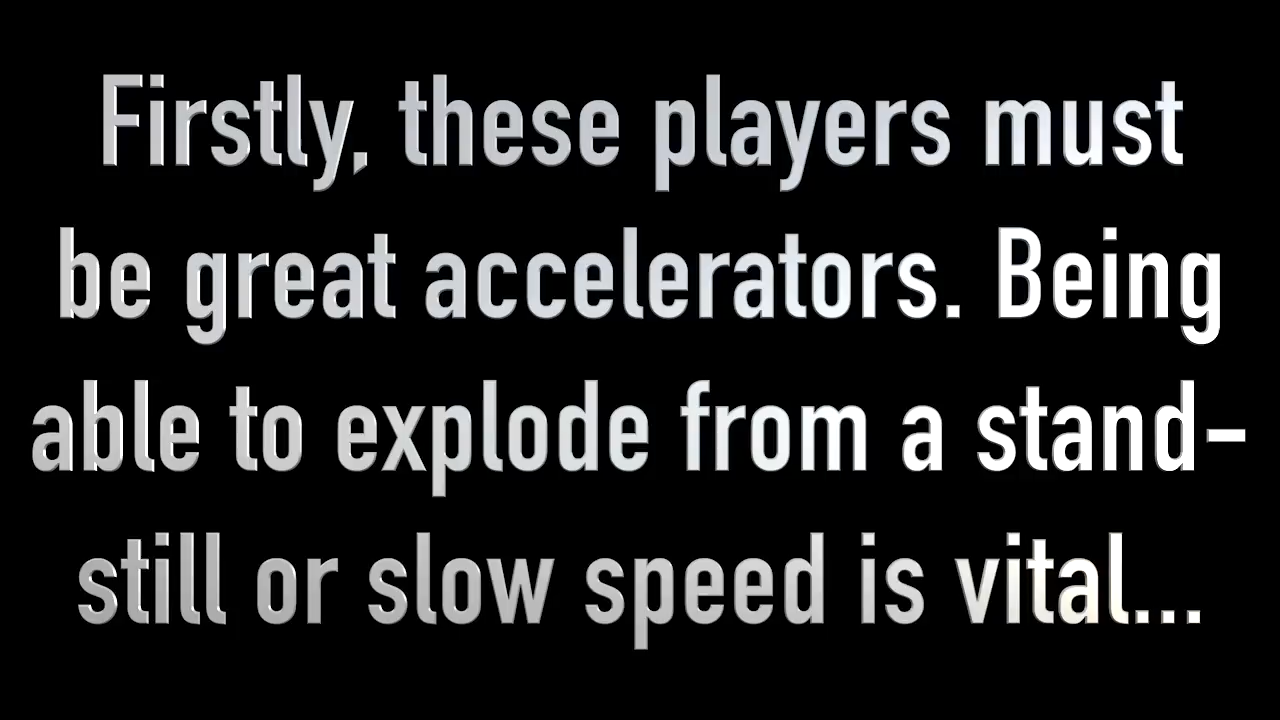 Firstly, these players must
be great accelerators. Being
able to explode from a stand-
still or slow speed is vital...